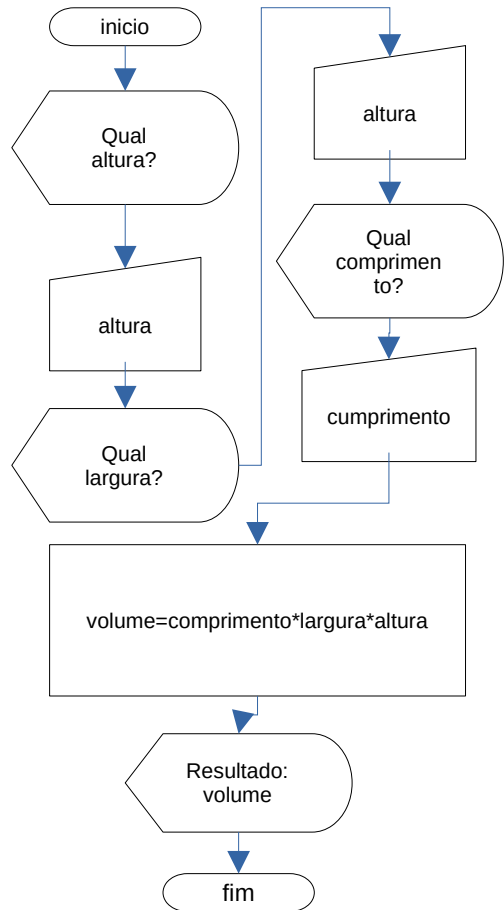 inicio
Qual
altura?
altura
Qual
largura?
altura
Qual
comprimen
to?
cumprimento
volume=comprimento*largura*altura
Resultado:
volume
fim